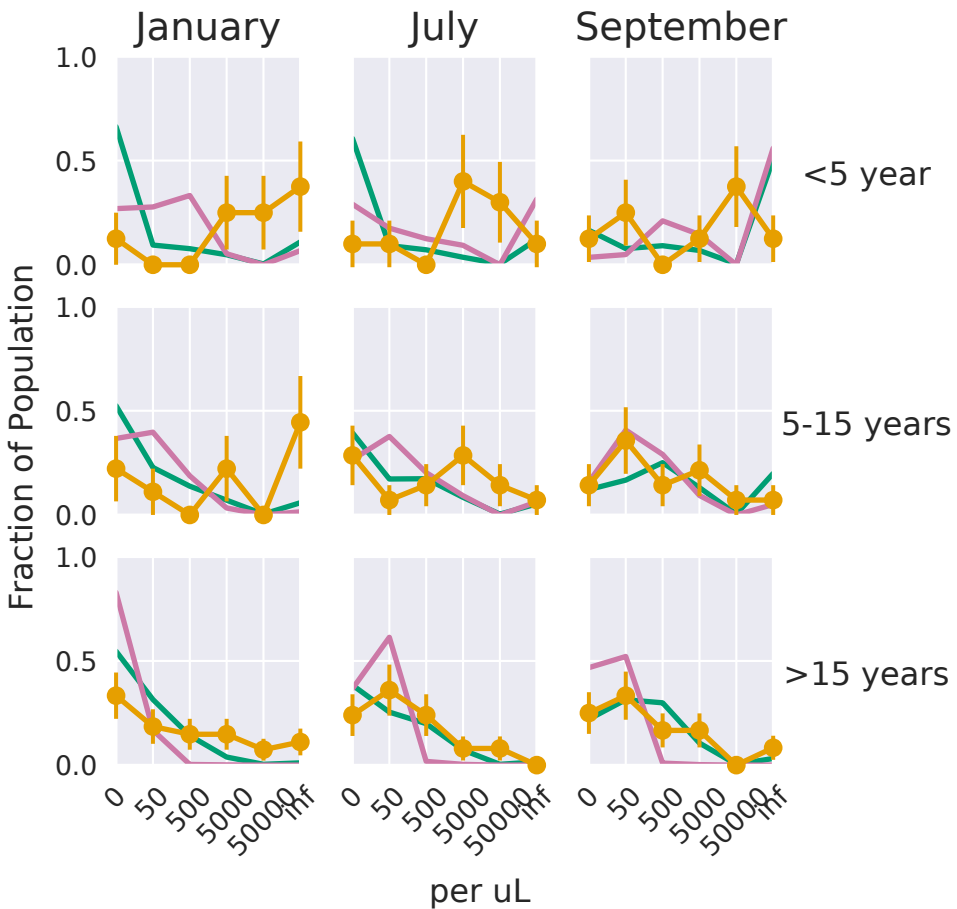 January July September
1.0
0.5
0.0
<5 year
1.0
0.5
0.0
5-15 years
1.0
0.5
0.0
>15 years
Fraction of Population
0 50 500 5000 50000 inf 0 50 500 5000 50000 inf 0 50 500 5000 50000 inf
per uL